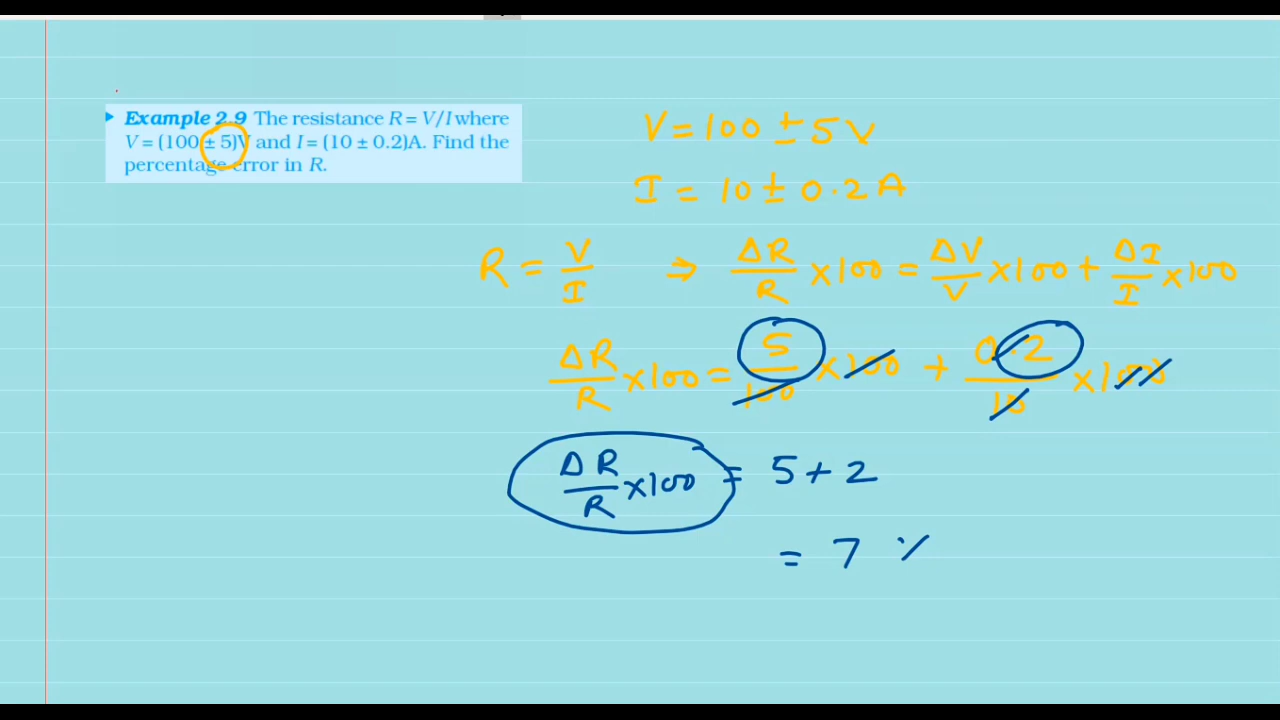 Example 2.9 The resistance R = V/I where
V = (100 ± 5)V and I = (10 ± 0.2)A. Find the
percentage error in R.
V = 100 ± 5 V
I = 10 ± 0.2 A
R = V/I ⇒ ΔR/R ×100 = ΔV/V ×100 + ΔI/I ×100
ΔR/R ×100 = 5/100 ×100 + 0.2/10 ×100
ΔR/R ×100 = 5 + 2
= 7 %